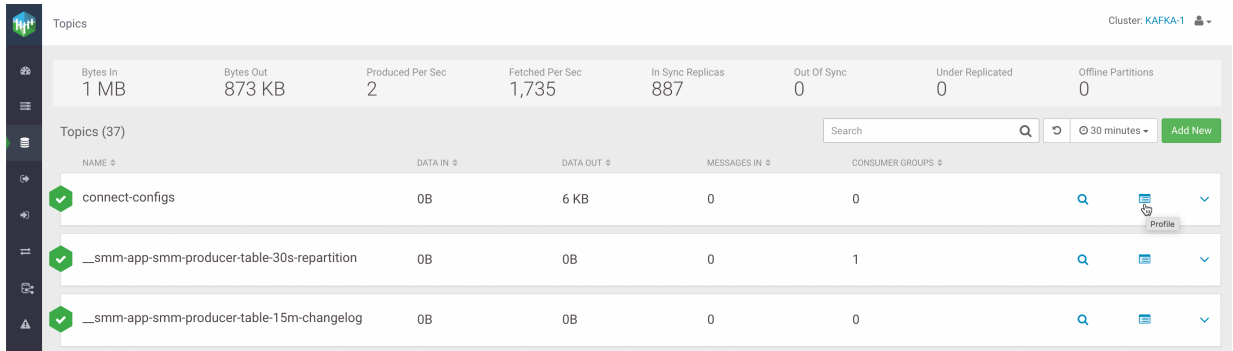 Topics
Cluster: KAFKA-1
Bytes In
1 MB
Bytes Out
873 KB
Produced Per Sec
2
Fetched Per Sec
1,735
In Sync Replicas
887
Out Of Sync
0
Under Replicated
0
Offline Partitions
0
Topics (37)
Search
30 minutes
Add New
NAME DATA IN DATA OUT MESSAGES IN CONSUMER GROUPS
connect-configs 0B 6 KB 0 0
Profile
__smm-app-smm-producer-table-30s-repartition 0B 0B 0 1
__smm-app-smm-producer-table-15m-changelog 0B 0B 0 0